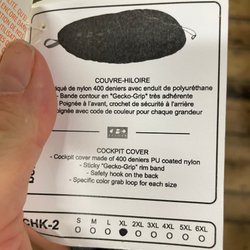 COUVRE-HILOIRE
iqué de nylon 400 deniers avec enduit de polyuréthane
- Bande contour en "Gecko-Grip" très adhérente
Poignée à l'avant, crochet de sécurité à l'arrière
oignée avec code de couleur pour chaque grandeur
COCKPIT COVER
- Cockpit cover made of 400 deniers PU coated nylon
- Sticky "Gecko-Grip" rim band
- Safety hook on the back
- Specific color grab loop for each size
CHK-2
S M L XL 2XL 3XL 4XL 5XL 6XL